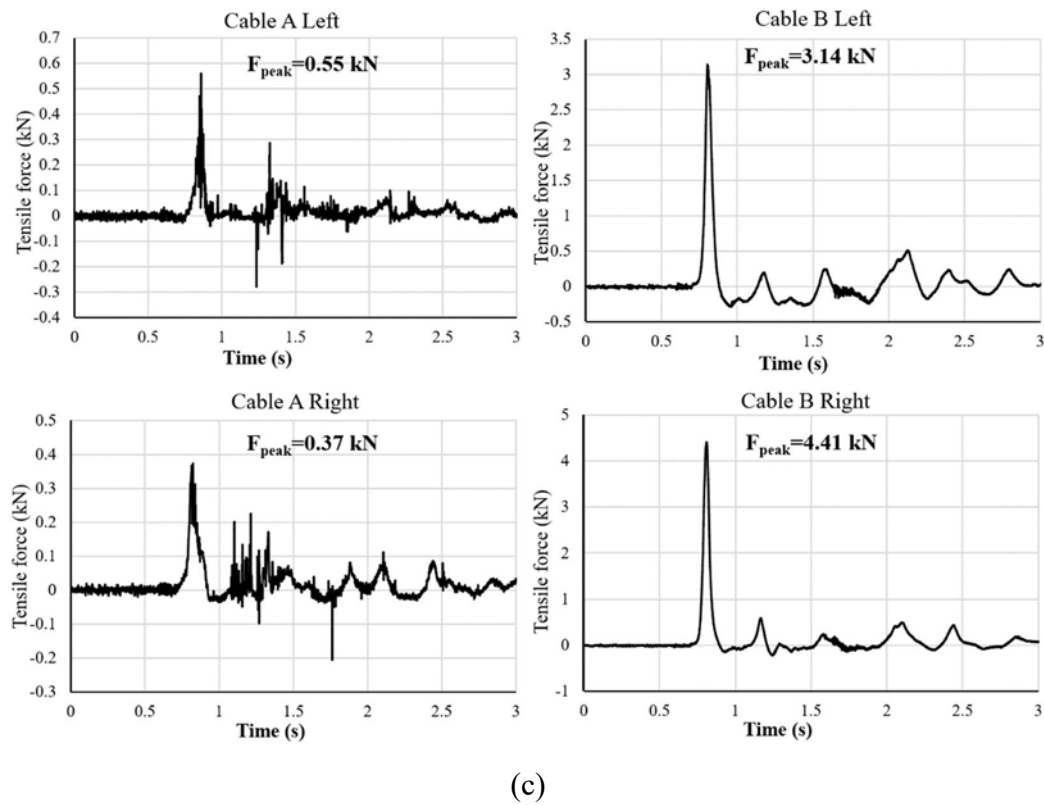 Cable A Left
F_peak=0.55 kN
Tensile force (kN)
0.7
0.6
0.5
0.4
0.3
0.2
0.1
0
-0.1
-0.2
-0.3
-0.4
0 0.5 1 1.5 2 2.5 3
Time (s)
Cable B Left
F_peak=3.14 kN
Tensile force (kN)
3.5
3
2.5
2
1.5
1
0.5
0
-0.5
0 0.5 1 1.5 2 2.5 3
Time (s)
Cable A Right
F_peak=0.37 kN
Tensile force (kN)
0.5
0.4
0.3
0.2
0.1
0
-0.1
-0.2
-0.3
0 0.5 1 1.5 2 2.5 3
Time (s)
Cable B Right
F_peak=4.41 kN
Tensile force (kN)
5
4
3
2
1
0
-1
0 0.5 1 1.5 2 2.5 3
Time (s)
(c)